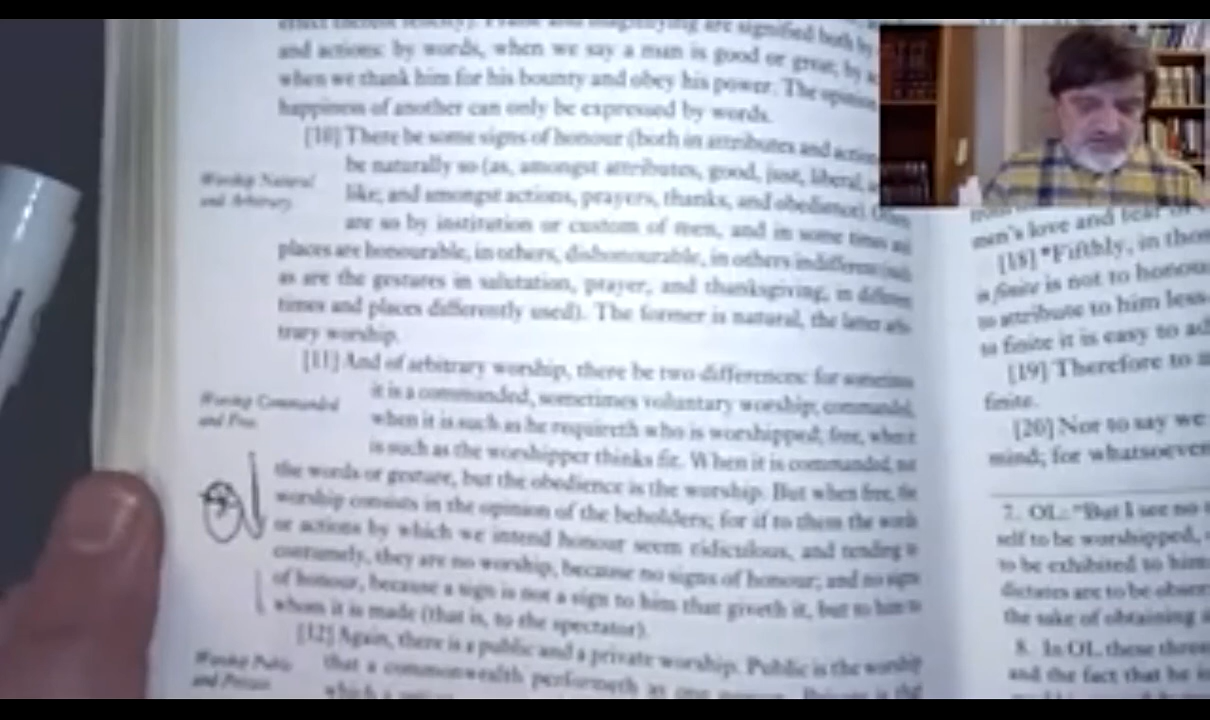 and actions: by words, when we say a man is good or great; by
when we thank him for his bounty and obey his power. The opinion
happiness of another can only be expressed by words.
[10] There be some signs of honour (both in attributes and actions
be naturally so (as, amongst attributes, good, just, liberal,
like; and amongst actions, prayers, thanks, and obedience).
are so by institution or custom of men, and in some times and
places are honourable, in others, dishonourable, in others indifferent (such
as are the gestures in salutation, prayer, and thanksgiving, in different
times and places differently used). The former is natural, the latter arbi-
trary worship.
Worship Natural
and Arbitrary.
[11] And of arbitrary worship, there be two differences: for sometimes
it is a commanded, sometimes voluntary worship; commanded,
when it is such as he requireth who is worshipped; free, when it
is such as the worshipper thinks fit. When it is commanded, not
the words or gesture, but the obedience is the worship. But when free, the
worship consists in the opinion of the beholders; for if to them the words
or actions by which we intend honour seem ridiculous, and tending to
contumely, they are no worship, because no signs of honour; and no signs
of honour, because a sign is not a sign to him that giveth it, but to him to
whom it is made (that is, to the spectator).
Worship Commanded
and Free.
[12] Again, there is a public and a private worship. Public is the worship
that a commonwealth performeth as one person. Private is
Worship Public
and Private.
men's love and fear
[18] *Fifthly, in those
is finite is not to honour
to attribute to him less
to finite it is easy to ad
[19] Therefore to
finite.
[20] Nor to say we
mind; for whatsoever
7. OL: "But I see no
self to be worshipped,
to be exhibited to him
dictates are to be obser
the sake of obtaining
8. In OL these three
and the fact that he is